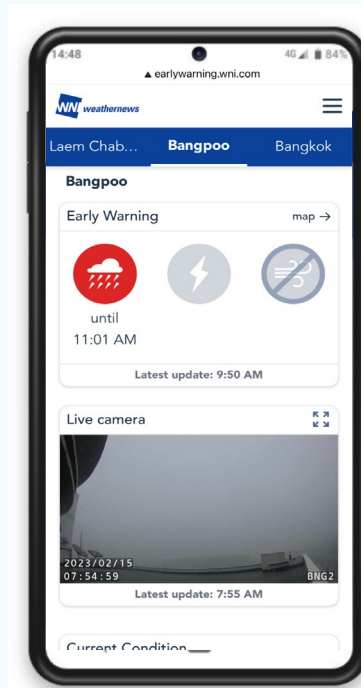 14:48
4G
84%
▲ earlywarning.wni.com
WNI weathernews
Laem Chab... Bangpoo Bangkok
Bangpoo
Early Warning map →
until
11:01 AM
Latest update: 9:50 AM
Live camera
2023/02/15
07:54:59 BNG2
Latest update: 7:55 AM
Current Condition